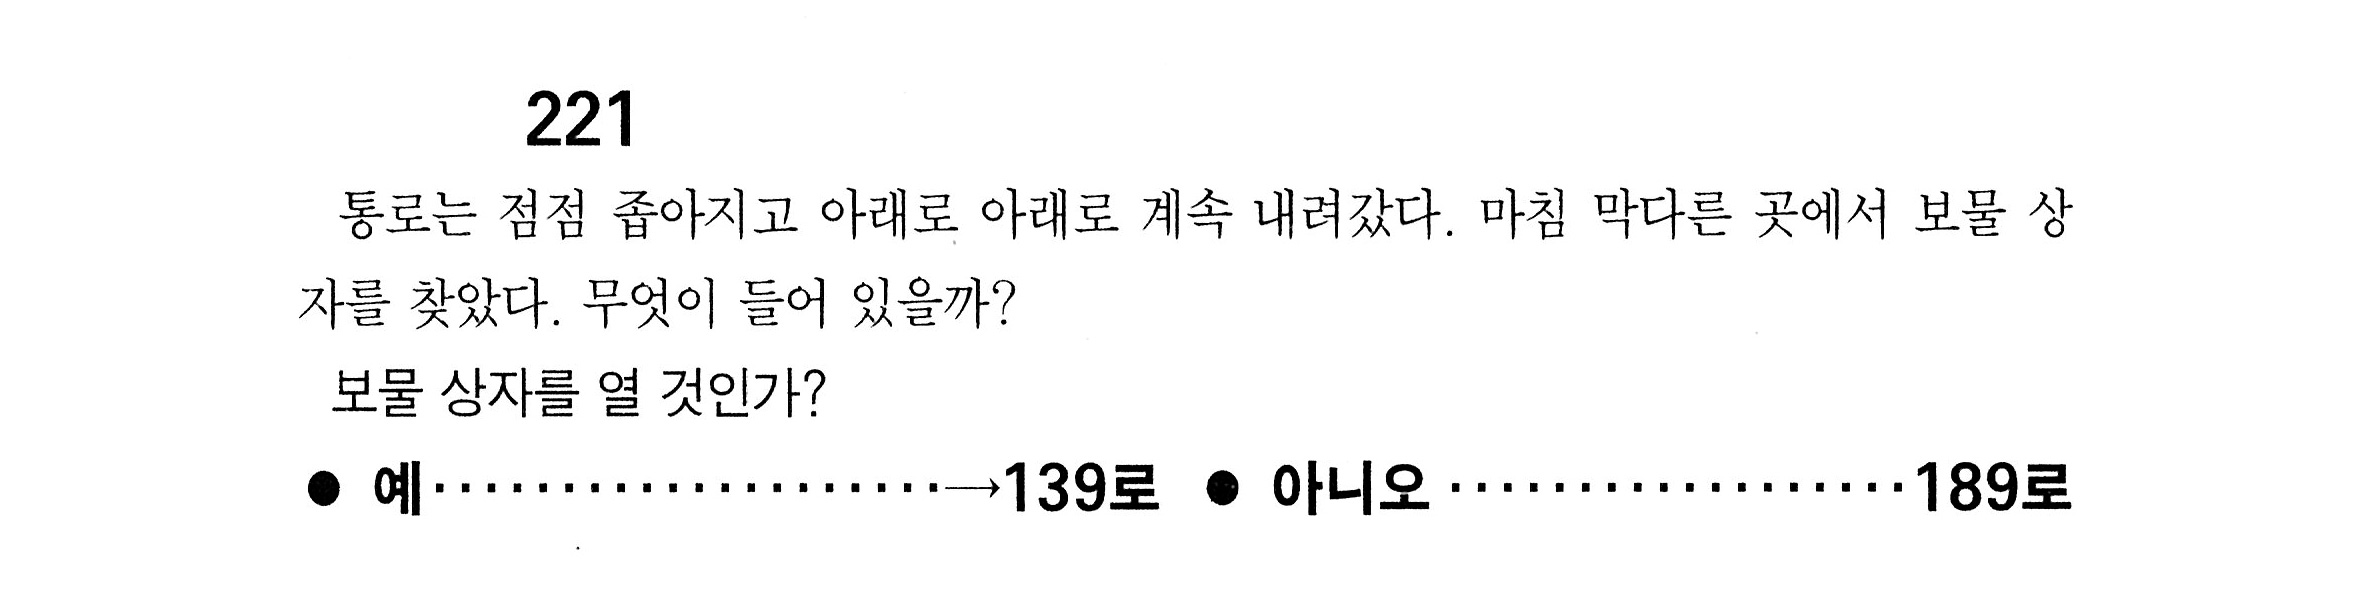 221
통로는 점점 좁아지고 아래로 아래로 계속 내려갔다. 마침 막다른 곳에서 보물 상
자를 찾았다. 무엇이 들어 있을까?
보물 상자를 열 것인가?
● 예····················→139로 ● 아니오 ··················189로